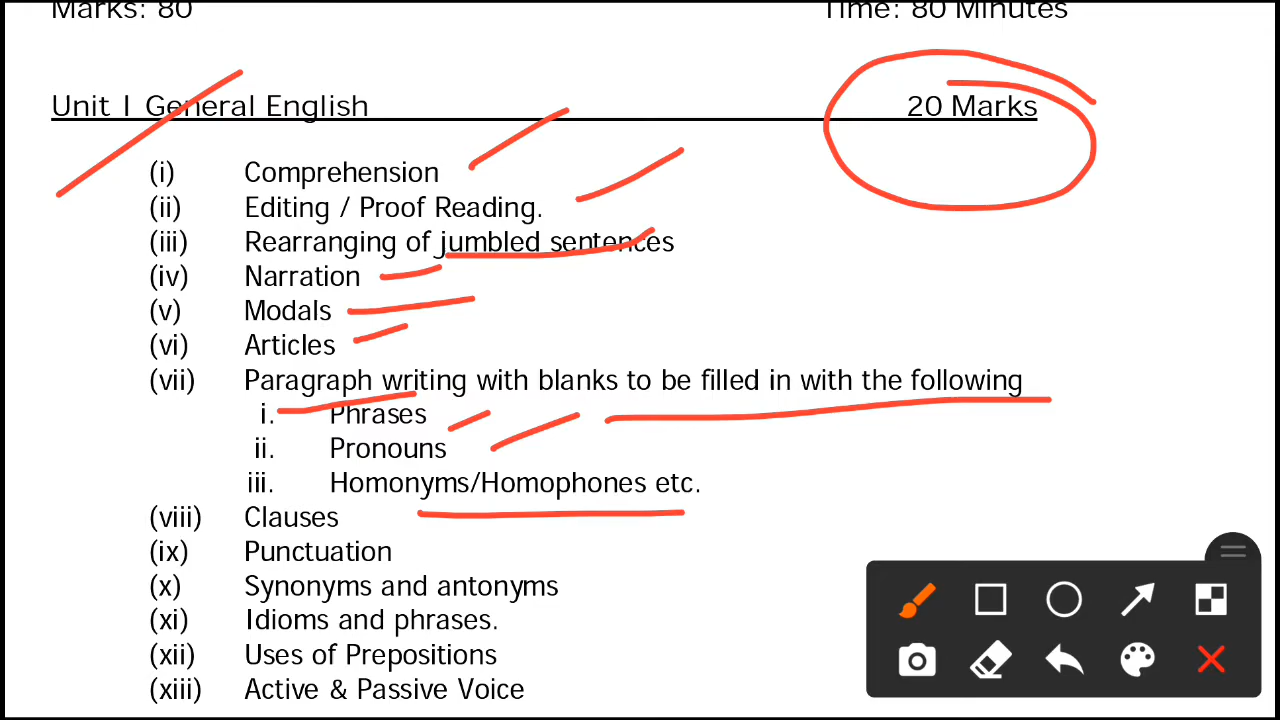 Marks: 80 Time: 80 Minutes
Unit I General English 20 Marks
(i) Comprehension
(ii) Editing / Proof Reading.
(iii) Rearranging of jumbled sentences
(iv) Narration
(v) Modals
(vi) Articles
(vii) Paragraph writing with blanks to be filled in with the following
i. Phrases
ii. Pronouns
iii. Homonyms/Homophones etc.
(viii) Clauses
(ix) Punctuation
(x) Synonyms and antonyms
(xi) Idioms and phrases.
(xii) Uses of Prepositions
(xiii) Active & Passive Voice